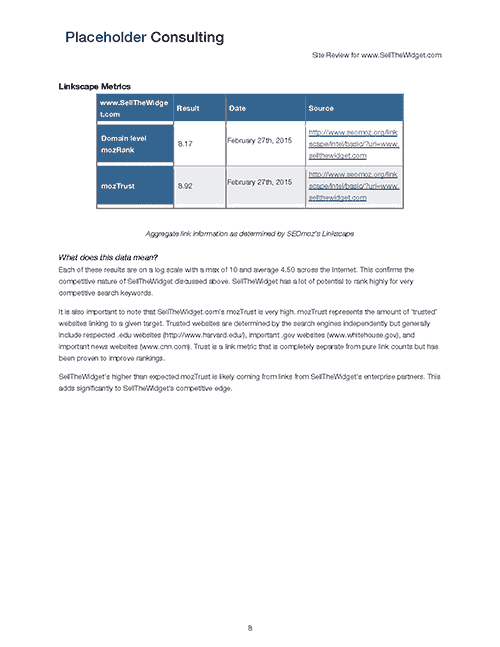 Placeholder Consulting
Site Review for www.SellTheWidget.com
Linkscape Metrics
www.SellTheWidge
t.com
Result
Date
Source
Domain level
mozRank
8.17
February 27th, 2015
http://www.seomoz.org/link
scape/intel/basic/?uri=www.
sellthewidget.com
mozTrust
8.92
February 27th, 2015
http://www.seomoz.org/link
scape/intel/basic/?uri=www.
sellthewidget.com
Aggregate link information as determined by SEOmoz's Linkscape
What does this data mean?
Each of these results are on a log scale with a max of 10 and average 4.50 across the Internet. This confirms the
competitive nature of SellTheWidget discussed above. SellTheWidget has a lot of potential to rank highly for very
competitive search keywords.
It is also important to note that SellTheWidget.com's mozTrust is very high. mozTrust represents the amount of 'trusted'
websites linking to a given target. Trusted websites are determined by the search engines independently but generally
include respected .edu websites (http://www.harvard.edu/), important .gov websites (www.whitehouse.gov), and
important news websites (www.cnn.com). Trust is a link metric that is completely separate from pure link counts but has
been proven to improve rankings.
SellTheWidget's higher than expected mozTrust is likely coming from links from SellTheWidget's enterprise partners. This
adds significantly to SellTheWidget's competitive edge.
8